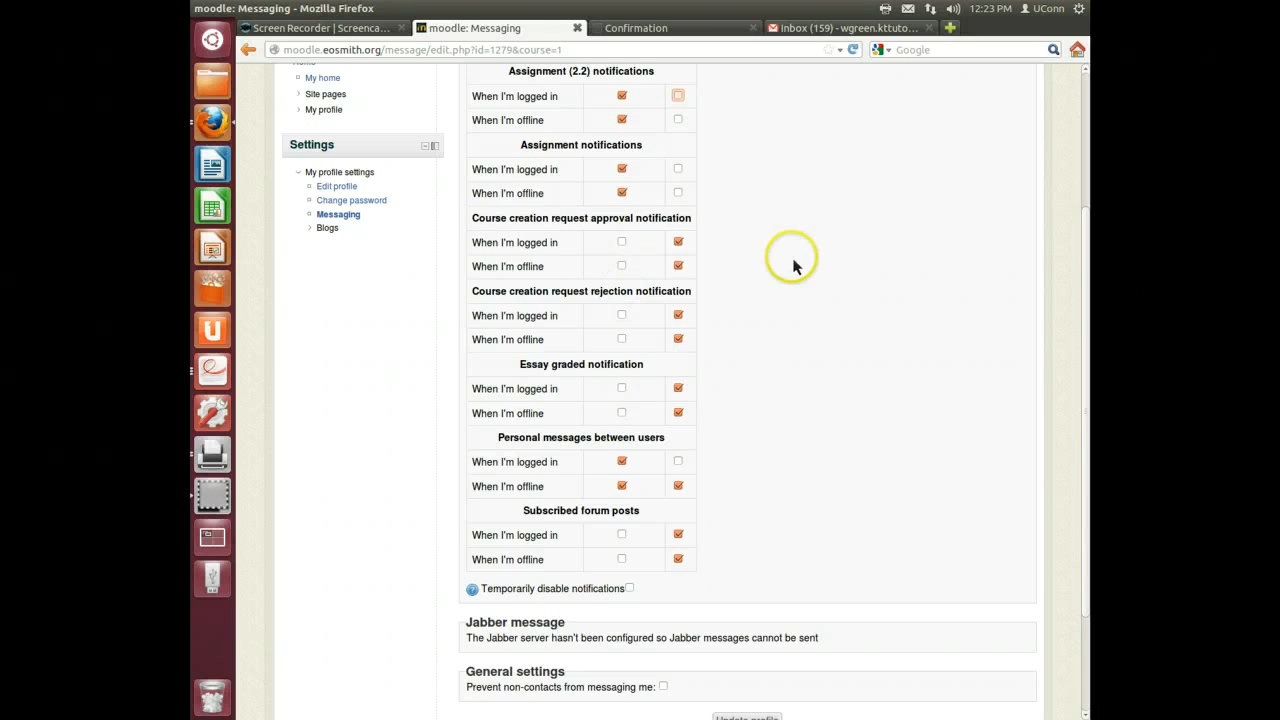 Messaging - Mozilla Firefox
12:23 PM UConn
Screen Recorder | Screenca...
moodle: Messaging
Confirmation
Inbox (159) - wgreen.kttuto...
moodle.eosmith.org/message/edit.php?id=1279&course=1
Google
My home
Site pages
My profile
Settings
My profile settings
Edit profile
Change password
Messaging
Blogs
Assignment (2.2) notifications
When I'm logged in
When I'm offline
Assignment notifications
When I'm logged in
When I'm offline
Course creation request approval notification
When I'm logged in
When I'm offline
Course creation request rejection notification
When I'm logged in
When I'm offline
Essay graded notification
When I'm logged in
When I'm offline
Personal messages between users
When I'm logged in
When I'm offline
Subscribed forum posts
When I'm logged in
When I'm offline
Temporarily disable notifications
Jabber message
The Jabber server hasn't been configured so Jabber messages cannot be sent
General settings
Prevent non-contacts from messaging me:
Update profile